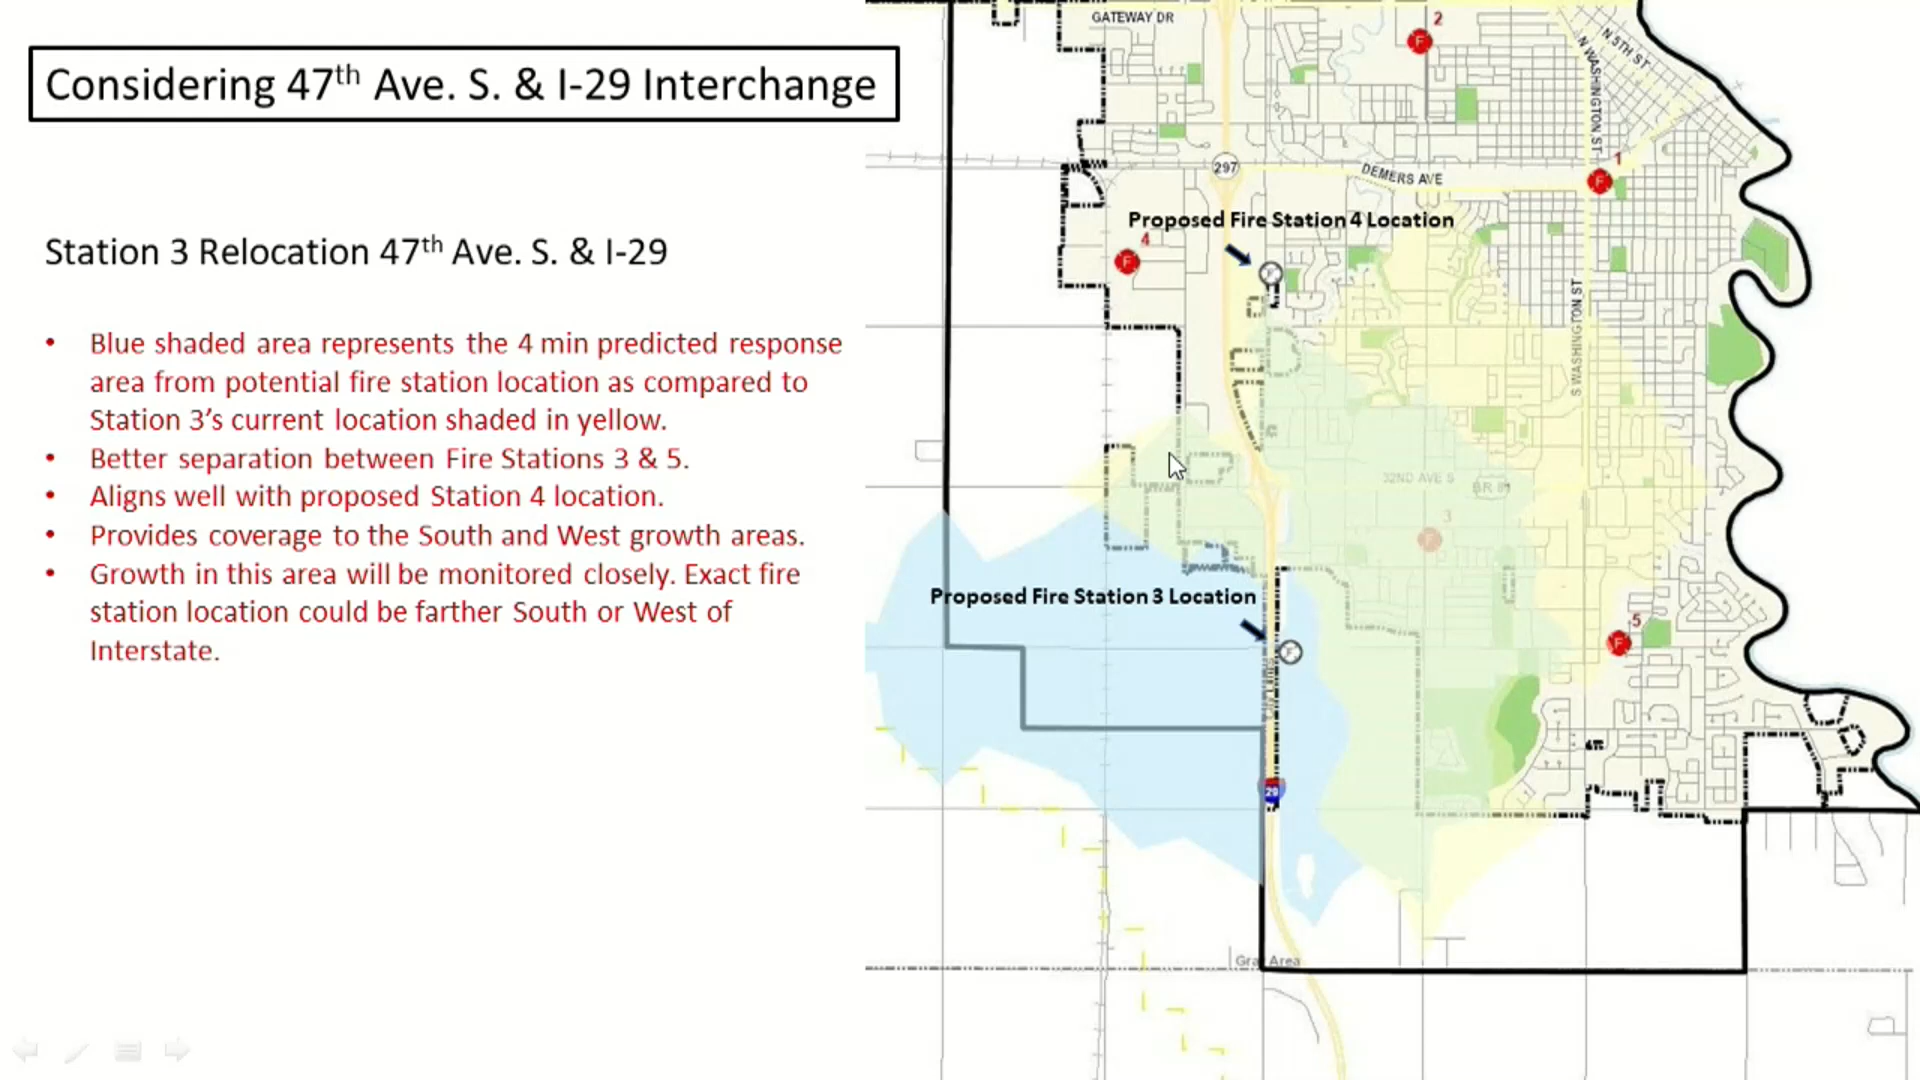 Considering 47th Ave. S. & I-29 Interchange
Station 3 Relocation 47th Ave. S. & I-29
• Blue shaded area represents the 4 min predicted response
area from potential fire station location as compared to
Station 3’s current location shaded in yellow.
• Better separation between Fire Stations 3 & 5.
• Aligns well with proposed Station 4 location.
• Provides coverage to the South and West growth areas.
• Growth in this area will be monitored closely. Exact fire
station location could be farther South or West of
Interstate.
GATEWAY DR
2
F
N 5TH ST
N WASHINGTON ST
297
DEMERS AVE
1
F
Proposed Fire Station 4 Location
4
F
F
S WASHINGTON ST
32ND AVE S
3
F
Proposed Fire Station 3 Location
F
5
F
29
Area